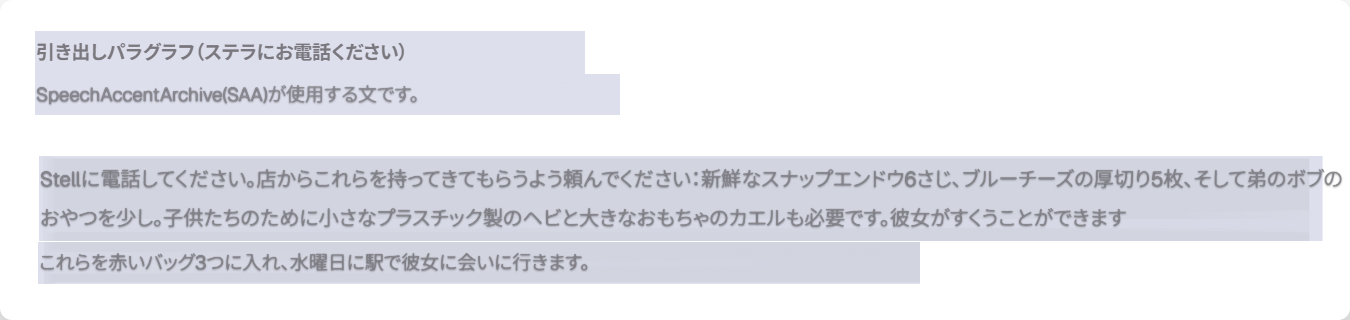 引き出しパラグラフ（ステラにお電話ください）
SpeechAccentArchive(SAA)が使用する文です。
Stellに電話してください。店からこれらを持ってきてもらうよう頼んでください：新鮮なスナップエンドウ6さじ、ブルーチーズの厚切り5枚、そして弟のボブの
おやつを少し。子供たちのために小さなプラスチック製のヘビと大きなおもちゃのカエルも必要です。彼女がすくうことができます
これらを赤いバッグ3つに入れ、水曜日に駅で彼女に会いに行きます。